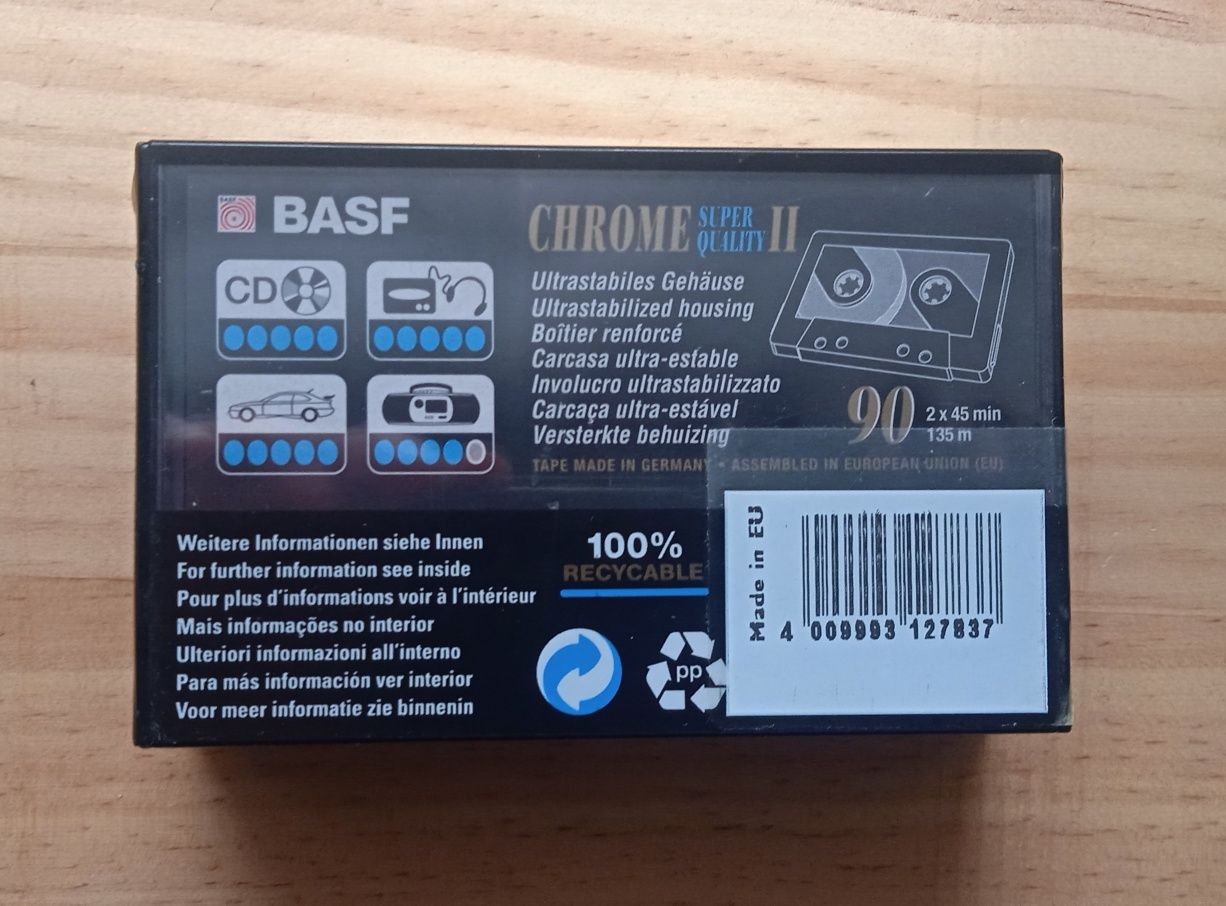 BASF
CHROME SUPER QUALITY II
CD
Ultrastabiles Gehäuse
Ultrastabilized housing
Boîtier renforcé
Carcasa ultra-estable
Involucro ultrastabilizzato
Carcaça ultra-estável
Versterkte behuizing
90 2 x 45 min
135 m
TAPE MADE IN GERMANY • ASSEMBLED IN EUROPEAN UNION (EU)
Weitere Informationen siehe Innen
For further information see inside
Pour plus d'informations voir à l'intérieur
Mais informações no interior
Ulteriori informazioni all'interno
Para más información ver interior
Voor meer informatie zie binnenin
100%
RECYCLABLE
pp
Made in EU
4 009993 127837